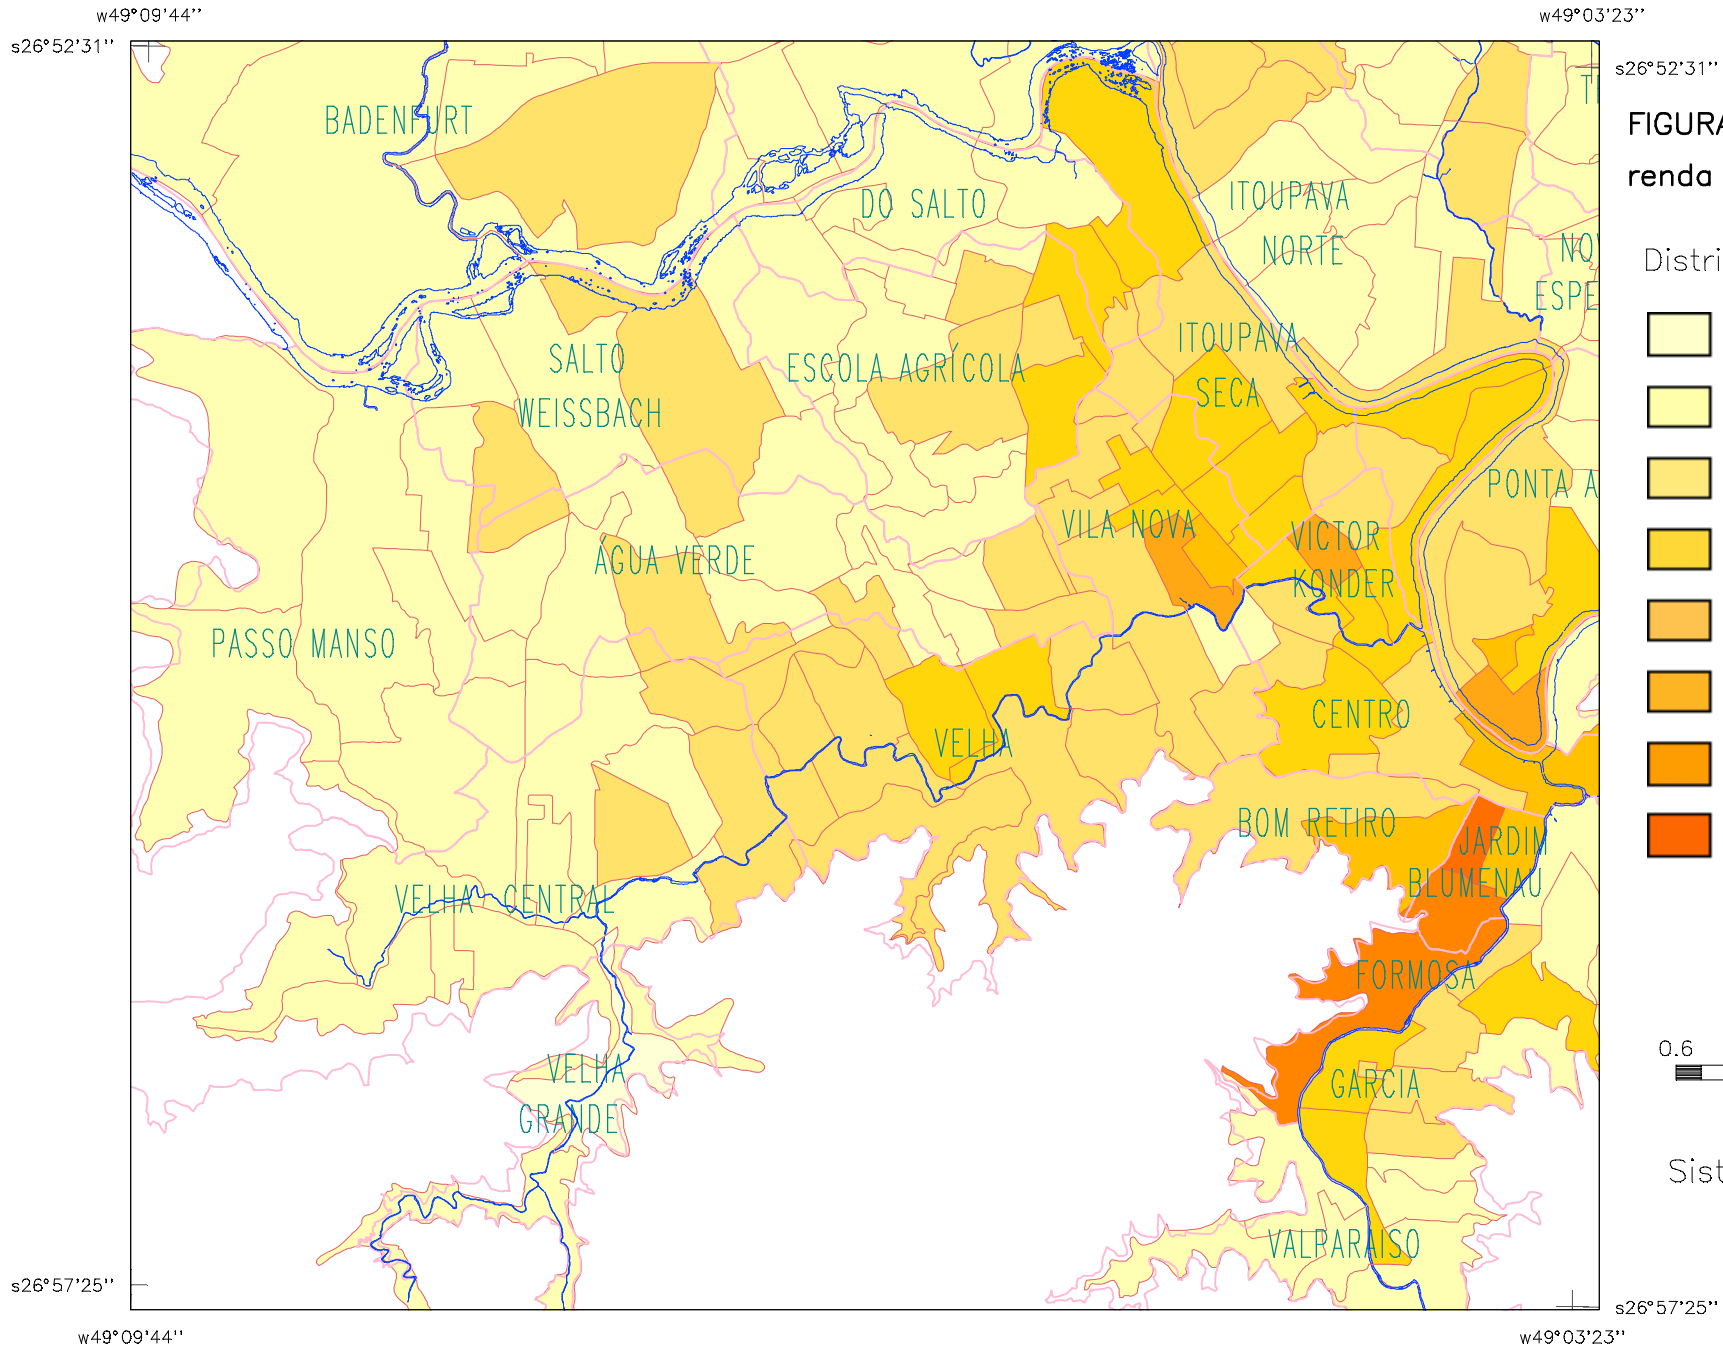 w49°09'44''
w49°03'23''
s26°52'31''
s26°52'31''
FIGURA
renda
Distri
BADENFURT
DO SALTO
ITOUPAVA
NORTE
NO
ESPE
SALTO
WEISSBACH
ESCOLA AGRÍCOLA
ITOUPAVA
SECA
PONTA A
VILA NOVA
VICTOR
KONDER
ÁGUA VERDE
PASSO MANSO
CENTRO
VELHA
BOM RETIRO
JARDIM
BLUMENAU
VELHA CENTRAL
FORMOSA
VELHA
GRANDE
GARCIA
VALPARAISO
0.6
Sist
s26°57'25''
s26°57'25''
w49°09'44''
w49°03'23''